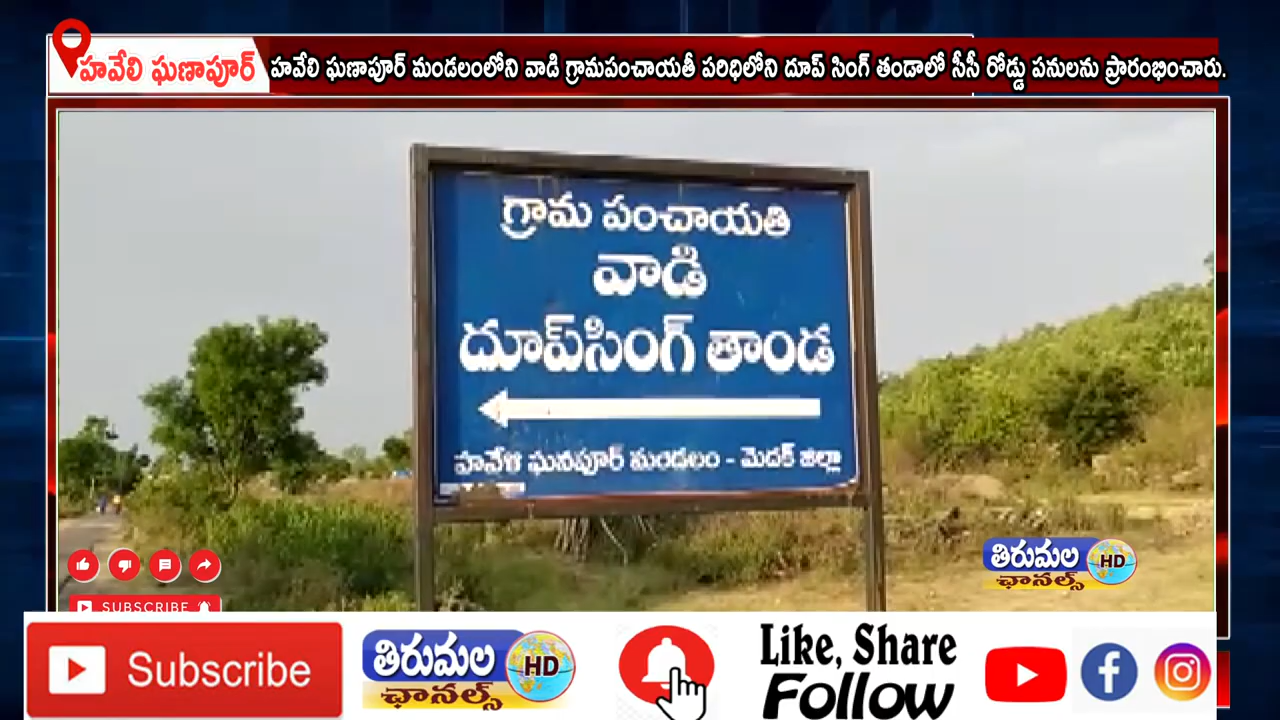 హవేలి ఘణాపూర్
హవేలి ఘణాపూర్ మండలంలోని వాడి గ్రామపంచాయతీ పరిధిలోని దూప్ సింగ్ తండాలో సీసీ రోడ్డు పనులను ప్రారంభించారు.
గ్రామ పంచాయతి
వాడి
దూప్‌సింగ్ తాండ
హవేళి ఘనపూర్ మండలం - మెదక్ జిల్లా
తిరుమల HD
ఛానల్స్
SUBSCRIBE
Subscribe
తిరుమల HD
ఛానల్స్
Like, Share
Follow